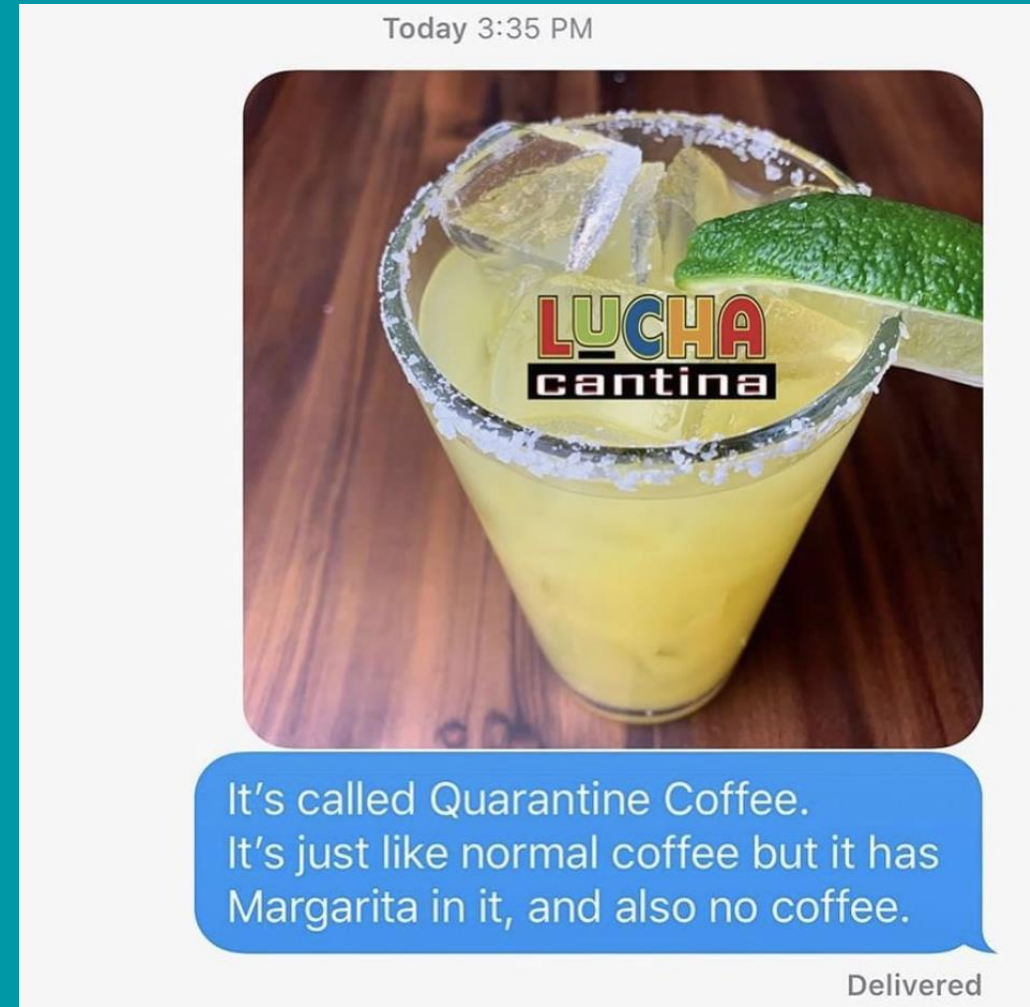 Today 3:35 PM
LUCHA
cantina
It’s called Quarantine Coffee.
It’s just like normal coffee but it has
Margarita in it, and also no coffee.
Delivered